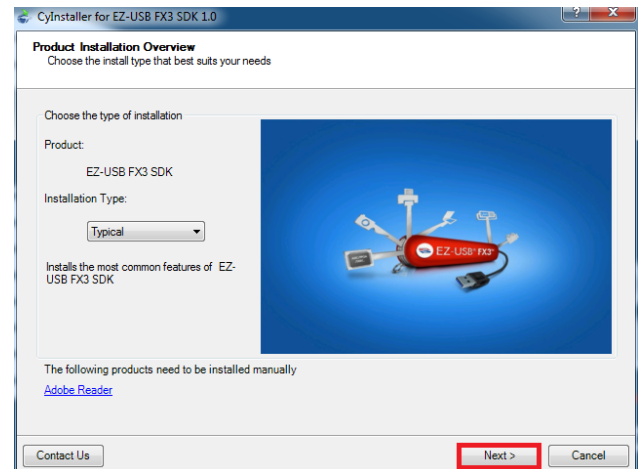 CyInstaller for EZ-USB FX3 SDK 1.0
Product Installation Overview
Choose the install type that best suits your needs
Choose the type of installation
Product:
EZ-USB FX3 SDK
Installation Type:
Typical
Installs the most common features of EZ-
USB FX3 SDK
EZ-USB® FX3™
The following products need to be installed manually
Adobe Reader
Contact Us
Next >
Cancel